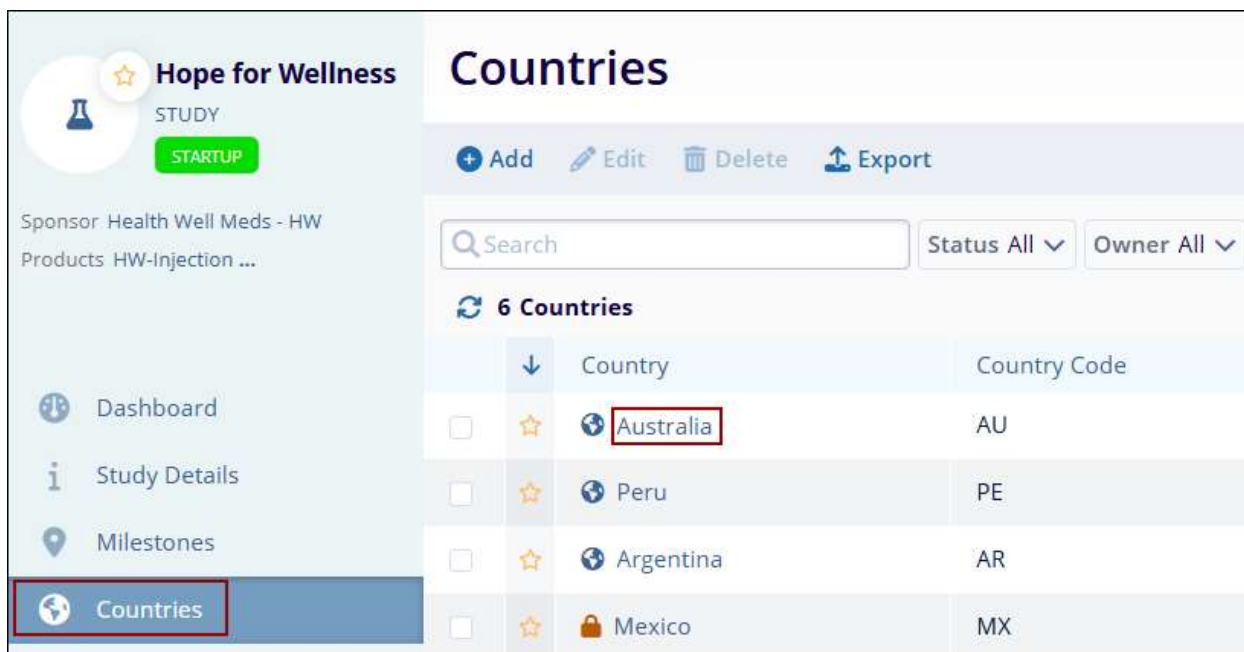 Hope for Wellness
STUDY
STARTUP
Sponsor Health Well Meds - HW
Products HW-Injection ...
Dashboard
Study Details
Milestones
Countries
Countries
Add Edit Delete Export
Search Status All Owner All
6 Countries
Country Country Code
Australia AU
Peru PE
Argentina AR
Mexico MX